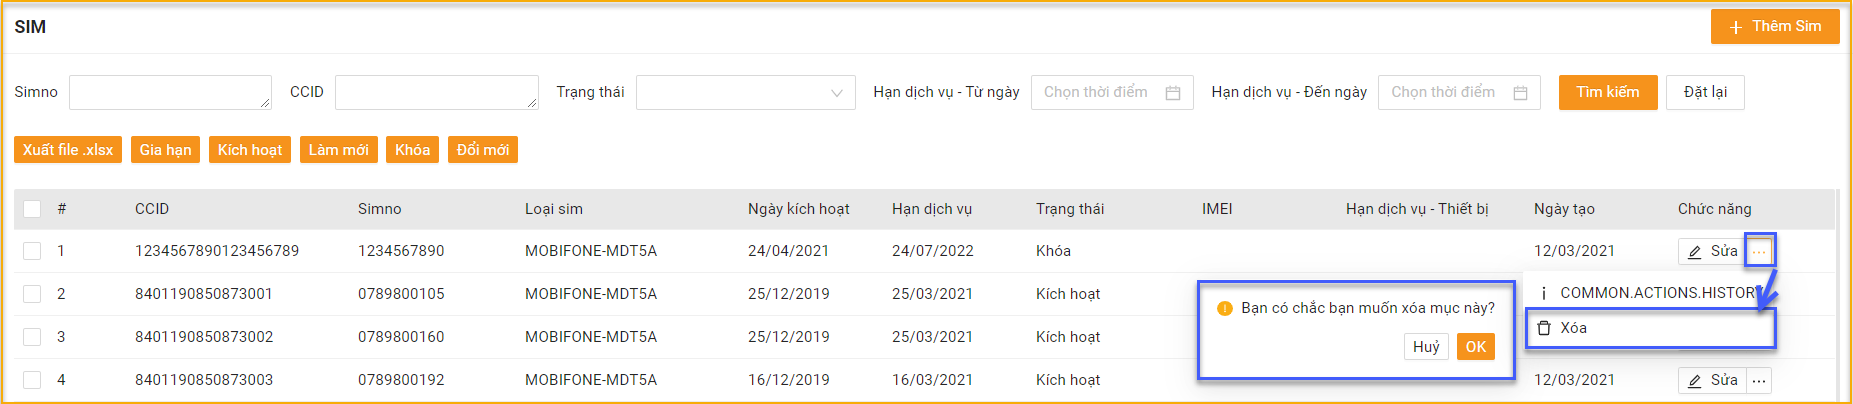 SIM
+ Thêm Sim
Simno CCID Trạng thái Hạn dịch vụ - Từ ngày Chọn thời điểm Hạn dịch vụ - Đến ngày Chọn thời điểm Tìm kiếm Đặt lại
Xuất file .xlsx Gia hạn Kích hoạt Làm mới Khóa Đổi mới
# CCID Simno Loại sim Ngày kích hoạt Hạn dịch vụ Trạng thái IMEI Hạn dịch vụ - Thiết bị Ngày tạo Chức năng
1 1234567890123456789 1234567890 MOBIFONE-MDT5A 24/04/2021 24/07/2022 Khóa 12/03/2021 Sửa ...
2 8401190850873001 0789800105 MOBIFONE-MDT5A 25/12/2019 25/03/2021 Kích hoạt
COMMON.ACTIONS.HISTORY
Bạn có chắc bạn muốn xóa mục này?
Xóa
3 8401190850873002 0789800160 MOBIFONE-MDT5A 25/12/2019 25/03/2021 Kích hoạt
Huỷ OK
4 8401190850873003 0789800192 MOBIFONE-MDT5A 16/12/2019 16/03/2021 Kích hoạt 12/03/2021 Sửa ...